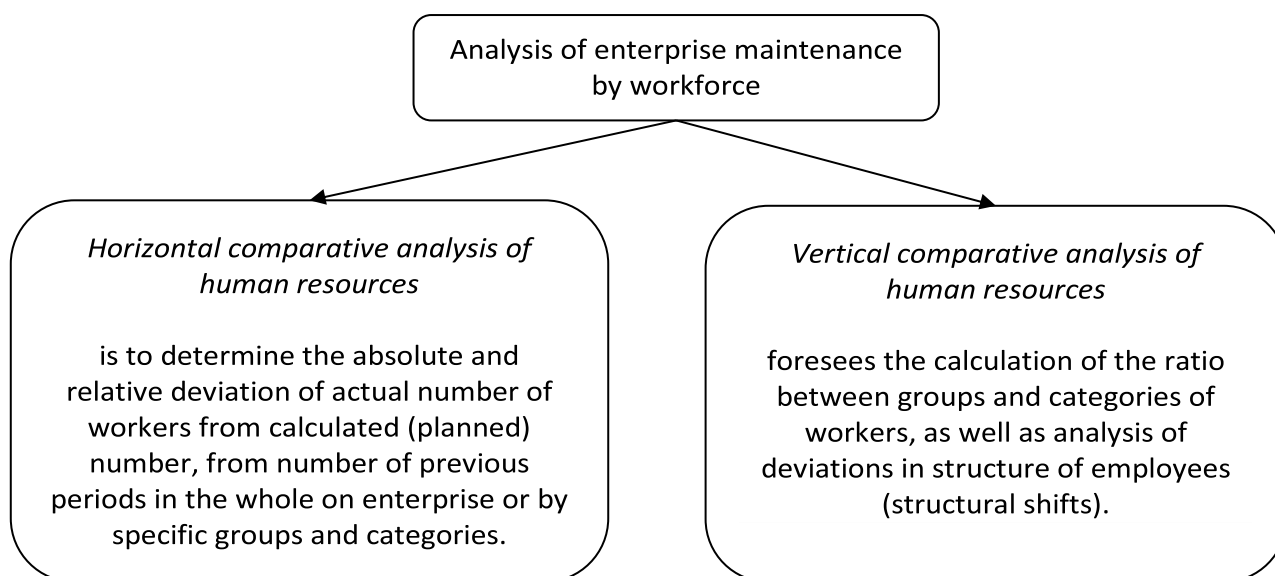 Analysis of enterprise maintenance
by workforce
Horizontal comparative analysis of
human resources
is to determine the absolute and
relative deviation of actual number of
workers from calculated (planned)
number, from number of previous
periods in the whole on enterprise or by
specific groups and categories.
Vertical comparative analysis of
human resources
foresees the calculation of the ratio
between groups and categories of
workers, as well as analysis of
deviations in structure of employees
(structural shifts).